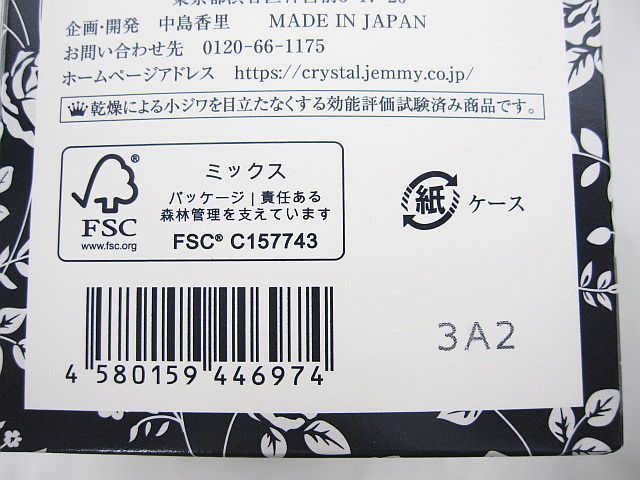 企画・開発 中島香里 MADE IN JAPAN
お問い合わせ先 0120-66-1175
ホームページアドレス https://crystal.jemmy.co.jp/
乾燥による小ジワを目立たなくする効能評価試験済み商品です。
ミックス
パッケージ | 責任ある
森林管理を支えています
FSC® C157743
®
FSC
www.fsc.org
紙 ケース
3A2
4 580159 446974